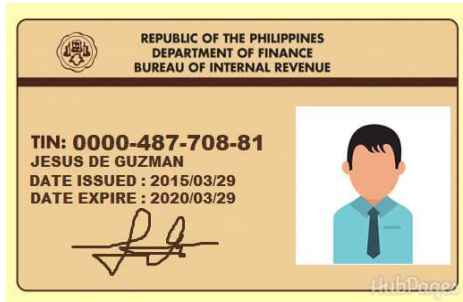 REPUBLIC OF THE PHILIPPINES
DEPARTMENT OF FINANCE
BUREAU OF INTERNAL REVENUE
TIN: 0000-487-708-81
JESUS DE GUZMAN
DATE ISSUED : 2015/03/29
DATE EXPIRE : 2020/03/29
HubPages